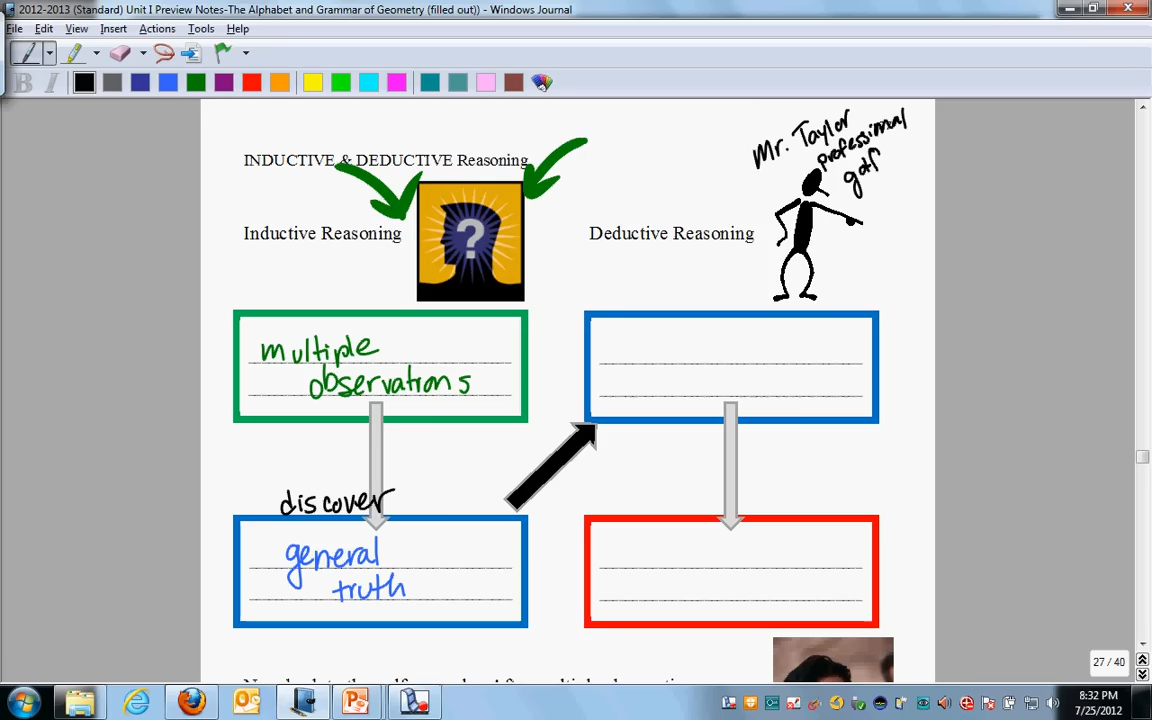 2012-2013 (Standard) Unit I Preview Notes-The Alphabet and Grammar of Geometry (filled out)) - Windows Journal
File Edit View Insert Actions Tools Help
B I
Mr. Taylor
professional
golf
INDUCTIVE & DEDUCTIVE Reasoning
?
Inductive Reasoning
Deductive Reasoning
multiple
observations
discover
general
truth
27 / 40
8:32 PM
7/25/2012